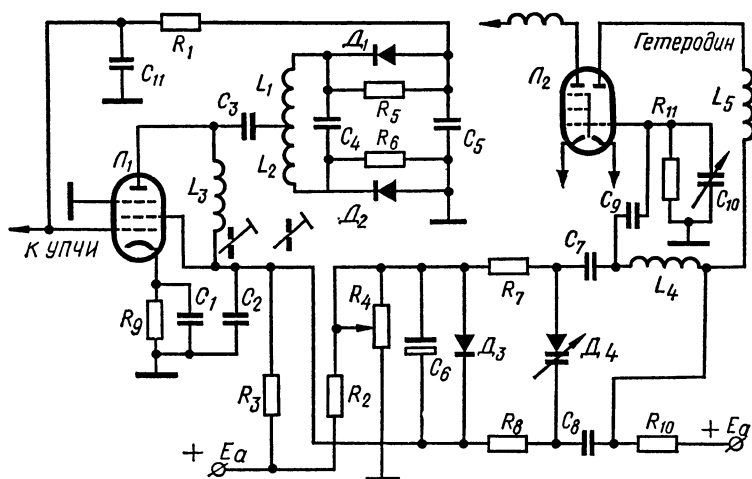 R1
Д1
Гетеродин
C11
L1
R5
Л2
C3
C4
C5
R11
L5
Л1
R6
L2
L3
C10
Д2
C9
К УПЧИ
C7
R4
R7
L4
R9
C1
C2
C6
Д3
Д4
R3
R2
R8
C8
R10
+ Eа
+ Eg